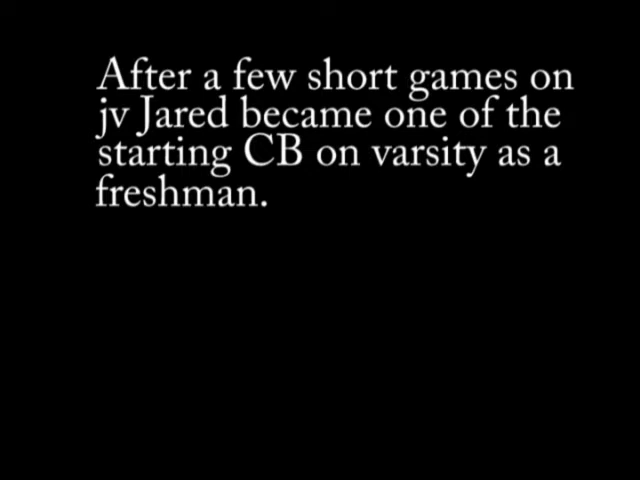 After a few short games on
jv Jared became one of the
starting CB on varsity as a
freshman.